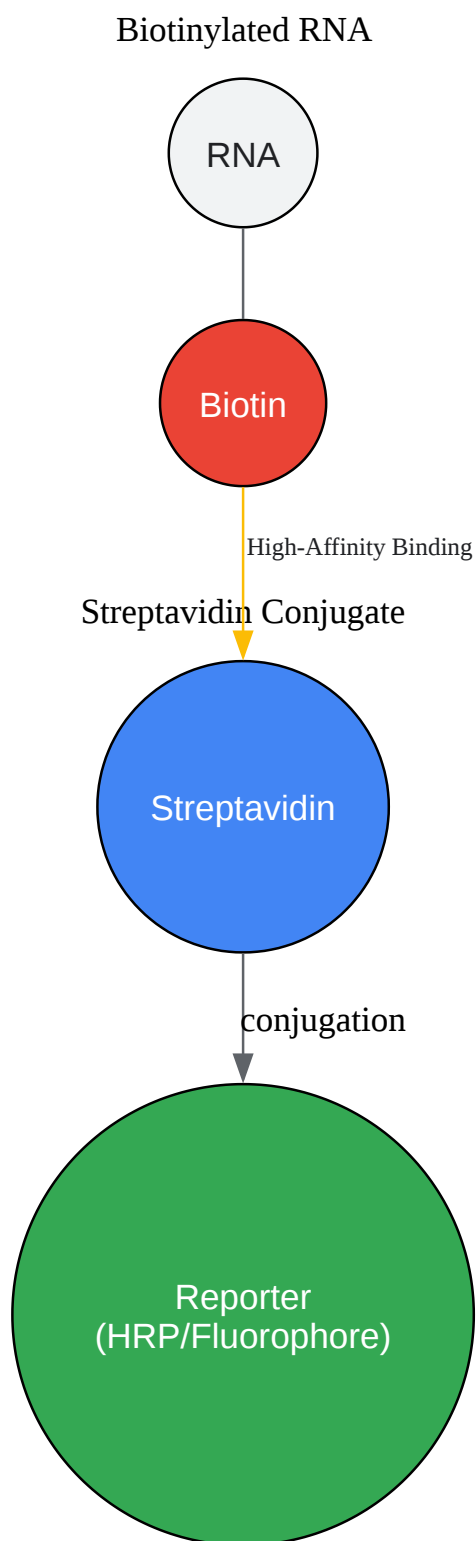 Biotinylated RNA
RNA
Biotin
High-Affinity Binding
Streptavidin Conjugate
Streptavidin
conjugation
Reporter
(HRP/Fluorophore)